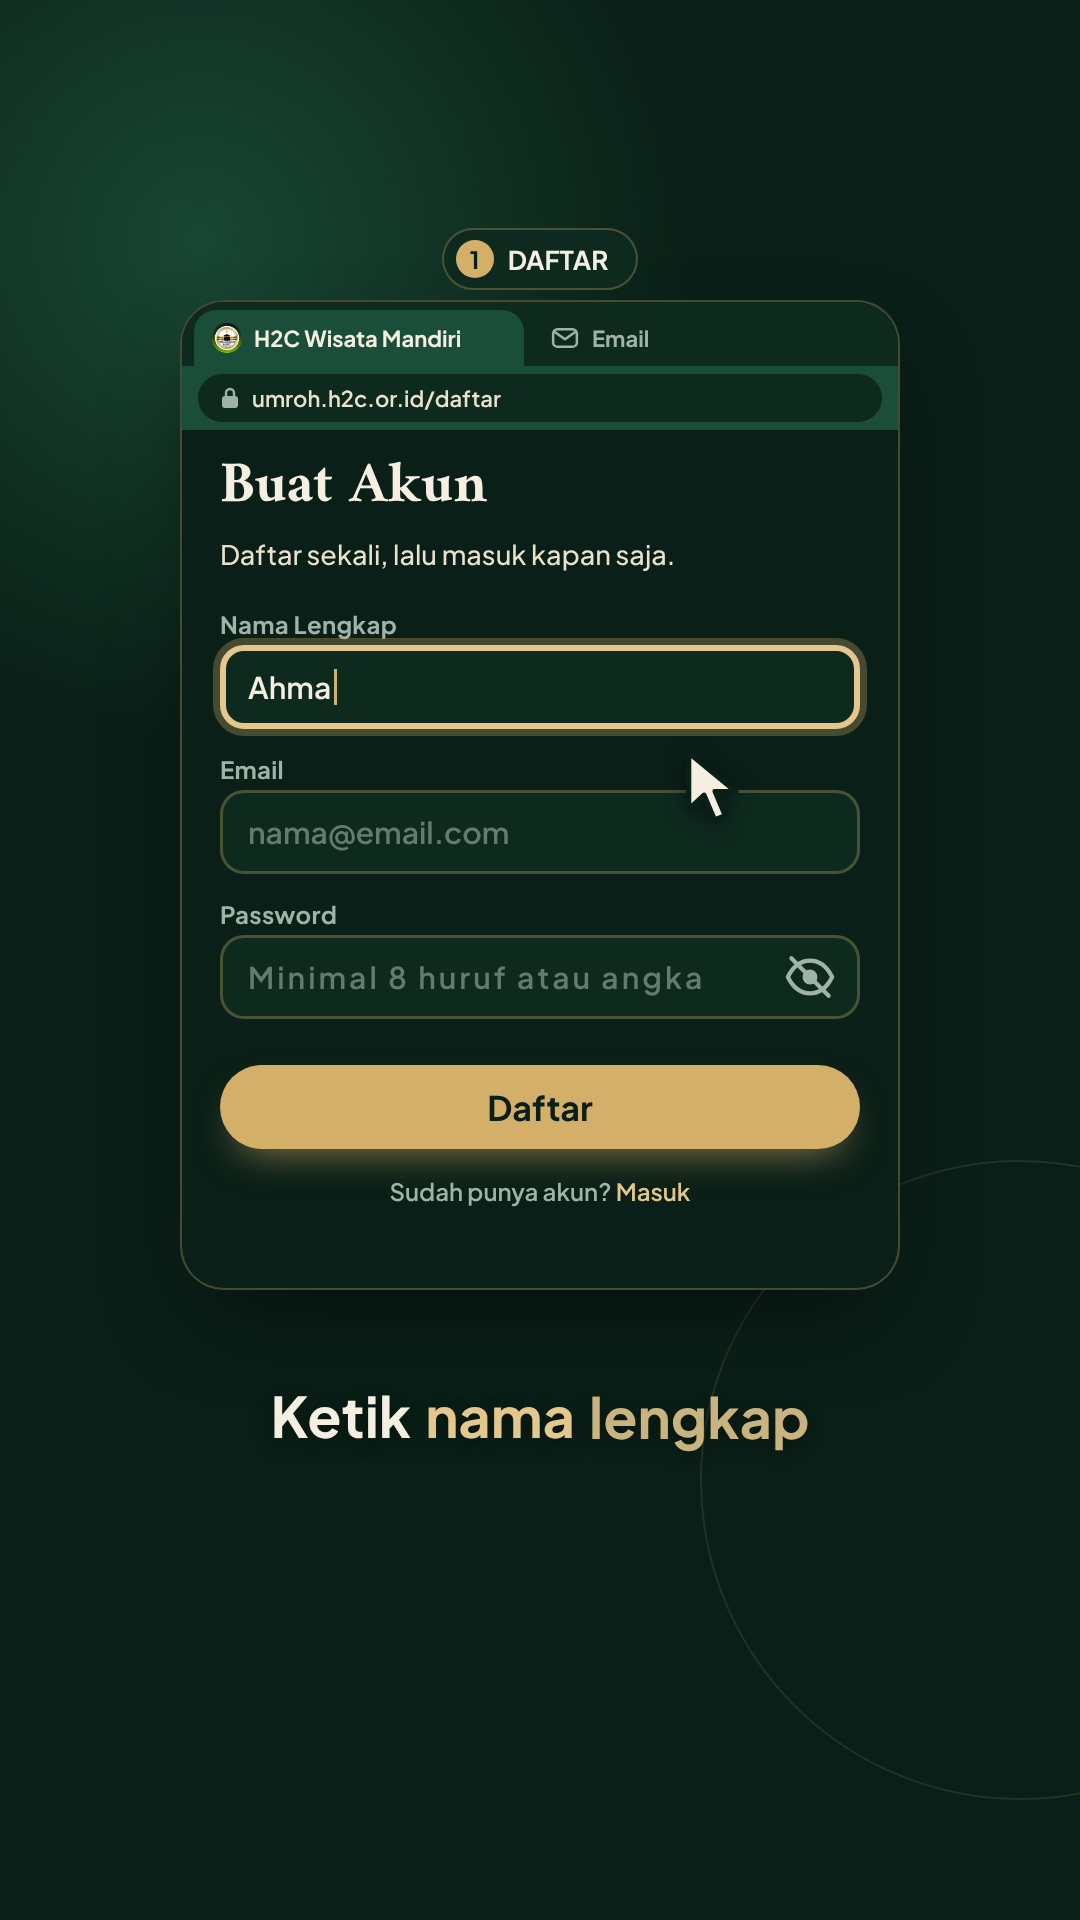 1 DAFTAR
H2C Wisata Mandiri
Email
umroh.h2c.or.id/daftar
Buat Akun
Daftar sekali, lalu masuk kapan saja.
Nama Lengkap
Ahma
Email
nama@email.com
Password
Minimal 8 huruf atau angka
Daftar
Sudah punya akun? Masuk
Ketik nama lengkap